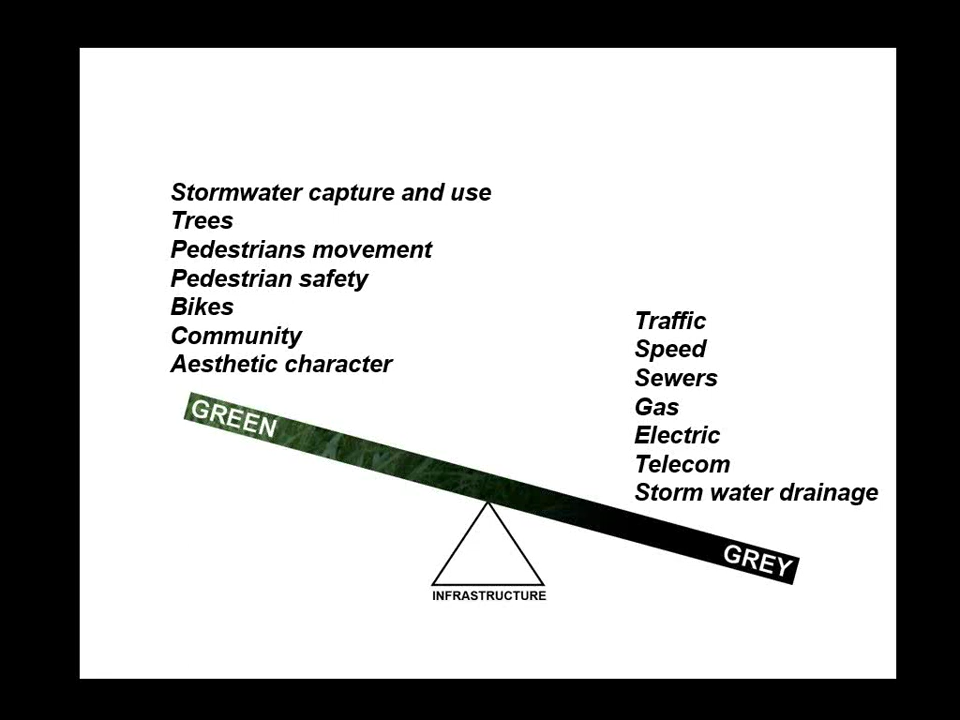 Stormwater capture and use
Trees
Pedestrians movement
Pedestrian safety
Bikes
Community
Aesthetic character
Traffic
Speed
Sewers
Gas
Electric
Telecom
Storm water drainage
GREEN
GREY
INFRASTRUCTURE